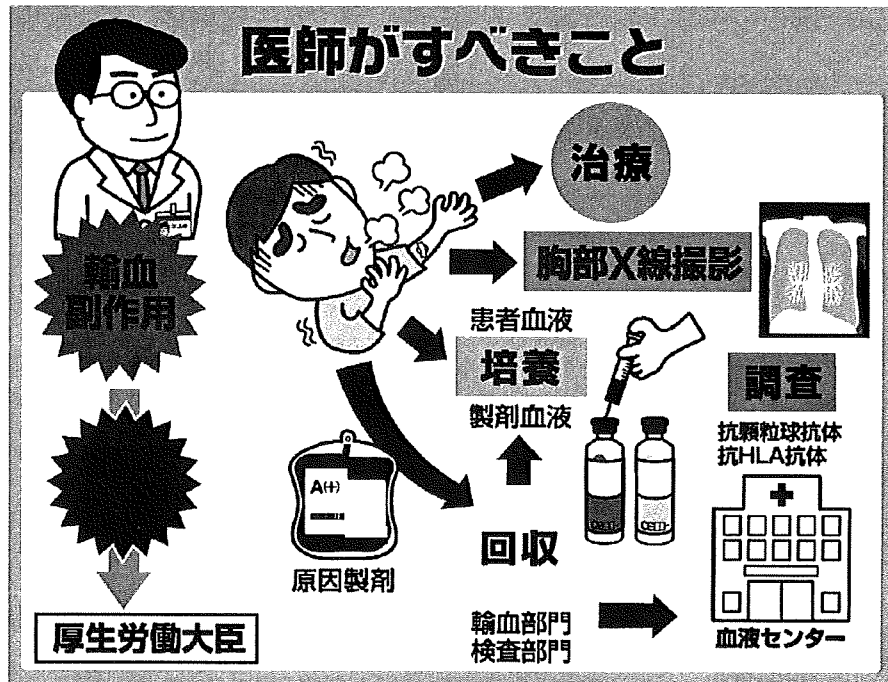 医師がすべきこと
輸血
副作用
厚生労働大臣
治療
胸部X線撮影
患者血液
培養
製剤血液
調査
抗顆粒球抗体
抗HLA抗体
A(+)
原因製剤
回収
輸血部門
検査部門
血液センター